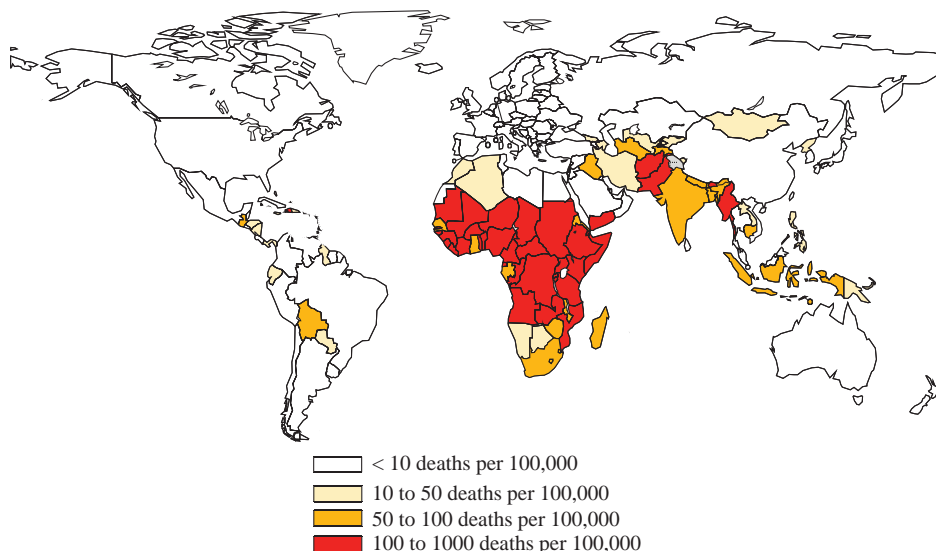 < 10 deaths per 100,000
10 to 50 deaths per 100,000
50 to 100 deaths per 100,000
100 to 1000 deaths per 100,000